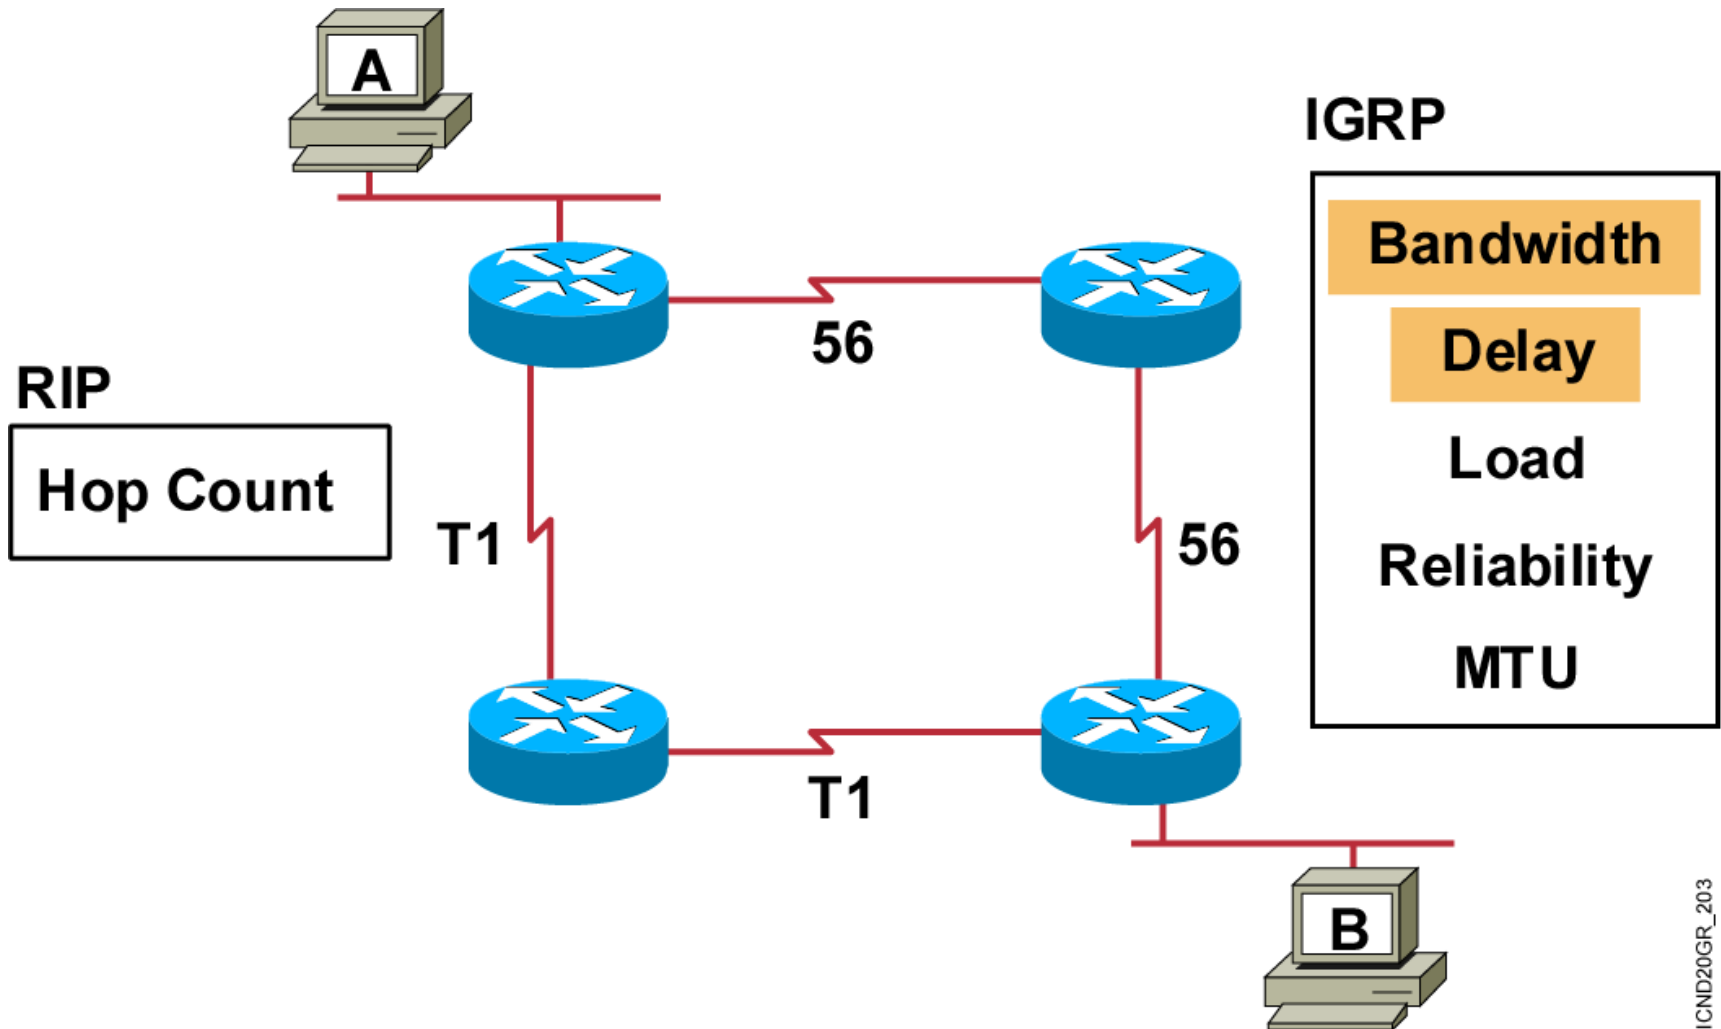 A
IGRP
Bandwidth
Delay
Load
Reliability
MTU
56
RIP
Hop Count
T1
56
T1
B
ICND20GR_203